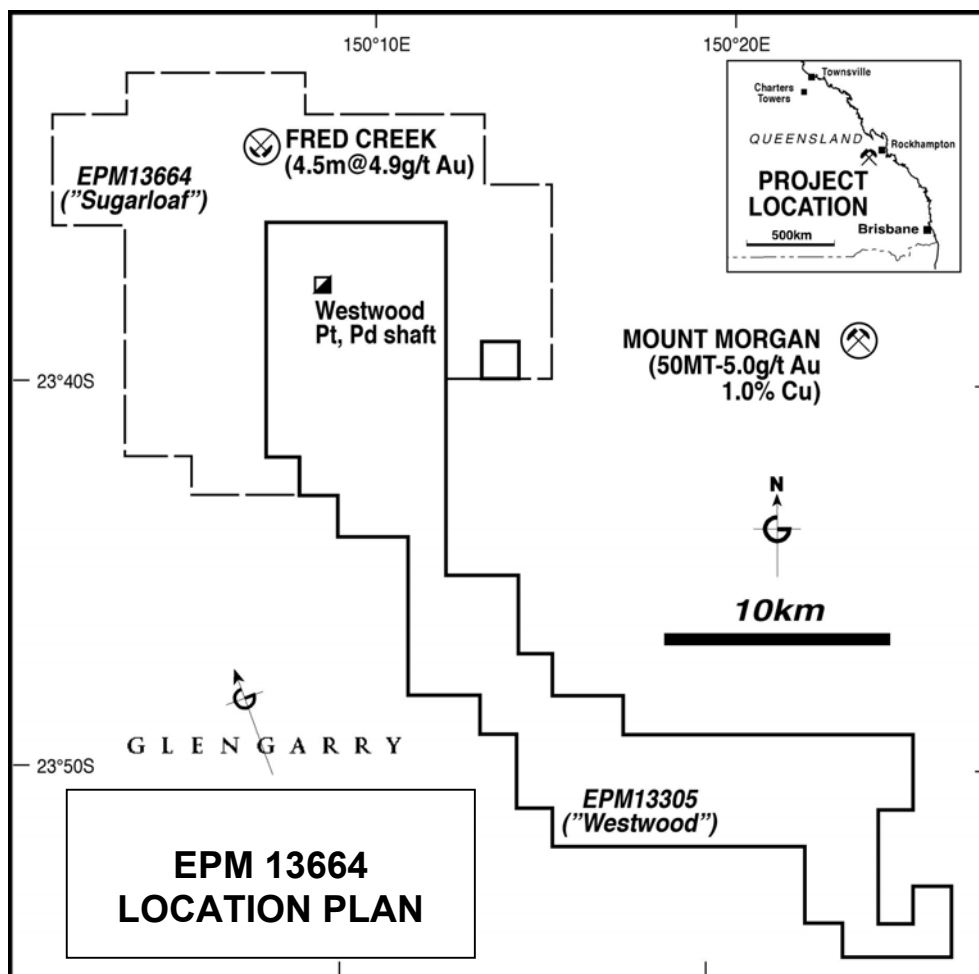 150°10E
150°20E
Townsville
Charters
Towers
QUEENSLAND
Rockhampton
PROJECT
LOCATION
Brisbane
500km
FRED CREEK
(4.5m@4.9g/t Au)
EPM13664
("Sugarloaf")
Westwood
Pt, Pd shaft
MOUNT MORGAN
(50MT-5.0g/t Au
1.0% Cu)
23°40S
N
G
10km
G
GLENGARRY
23°50S
EPM13305
("Westwood")
EPM 13664
LOCATION PLAN